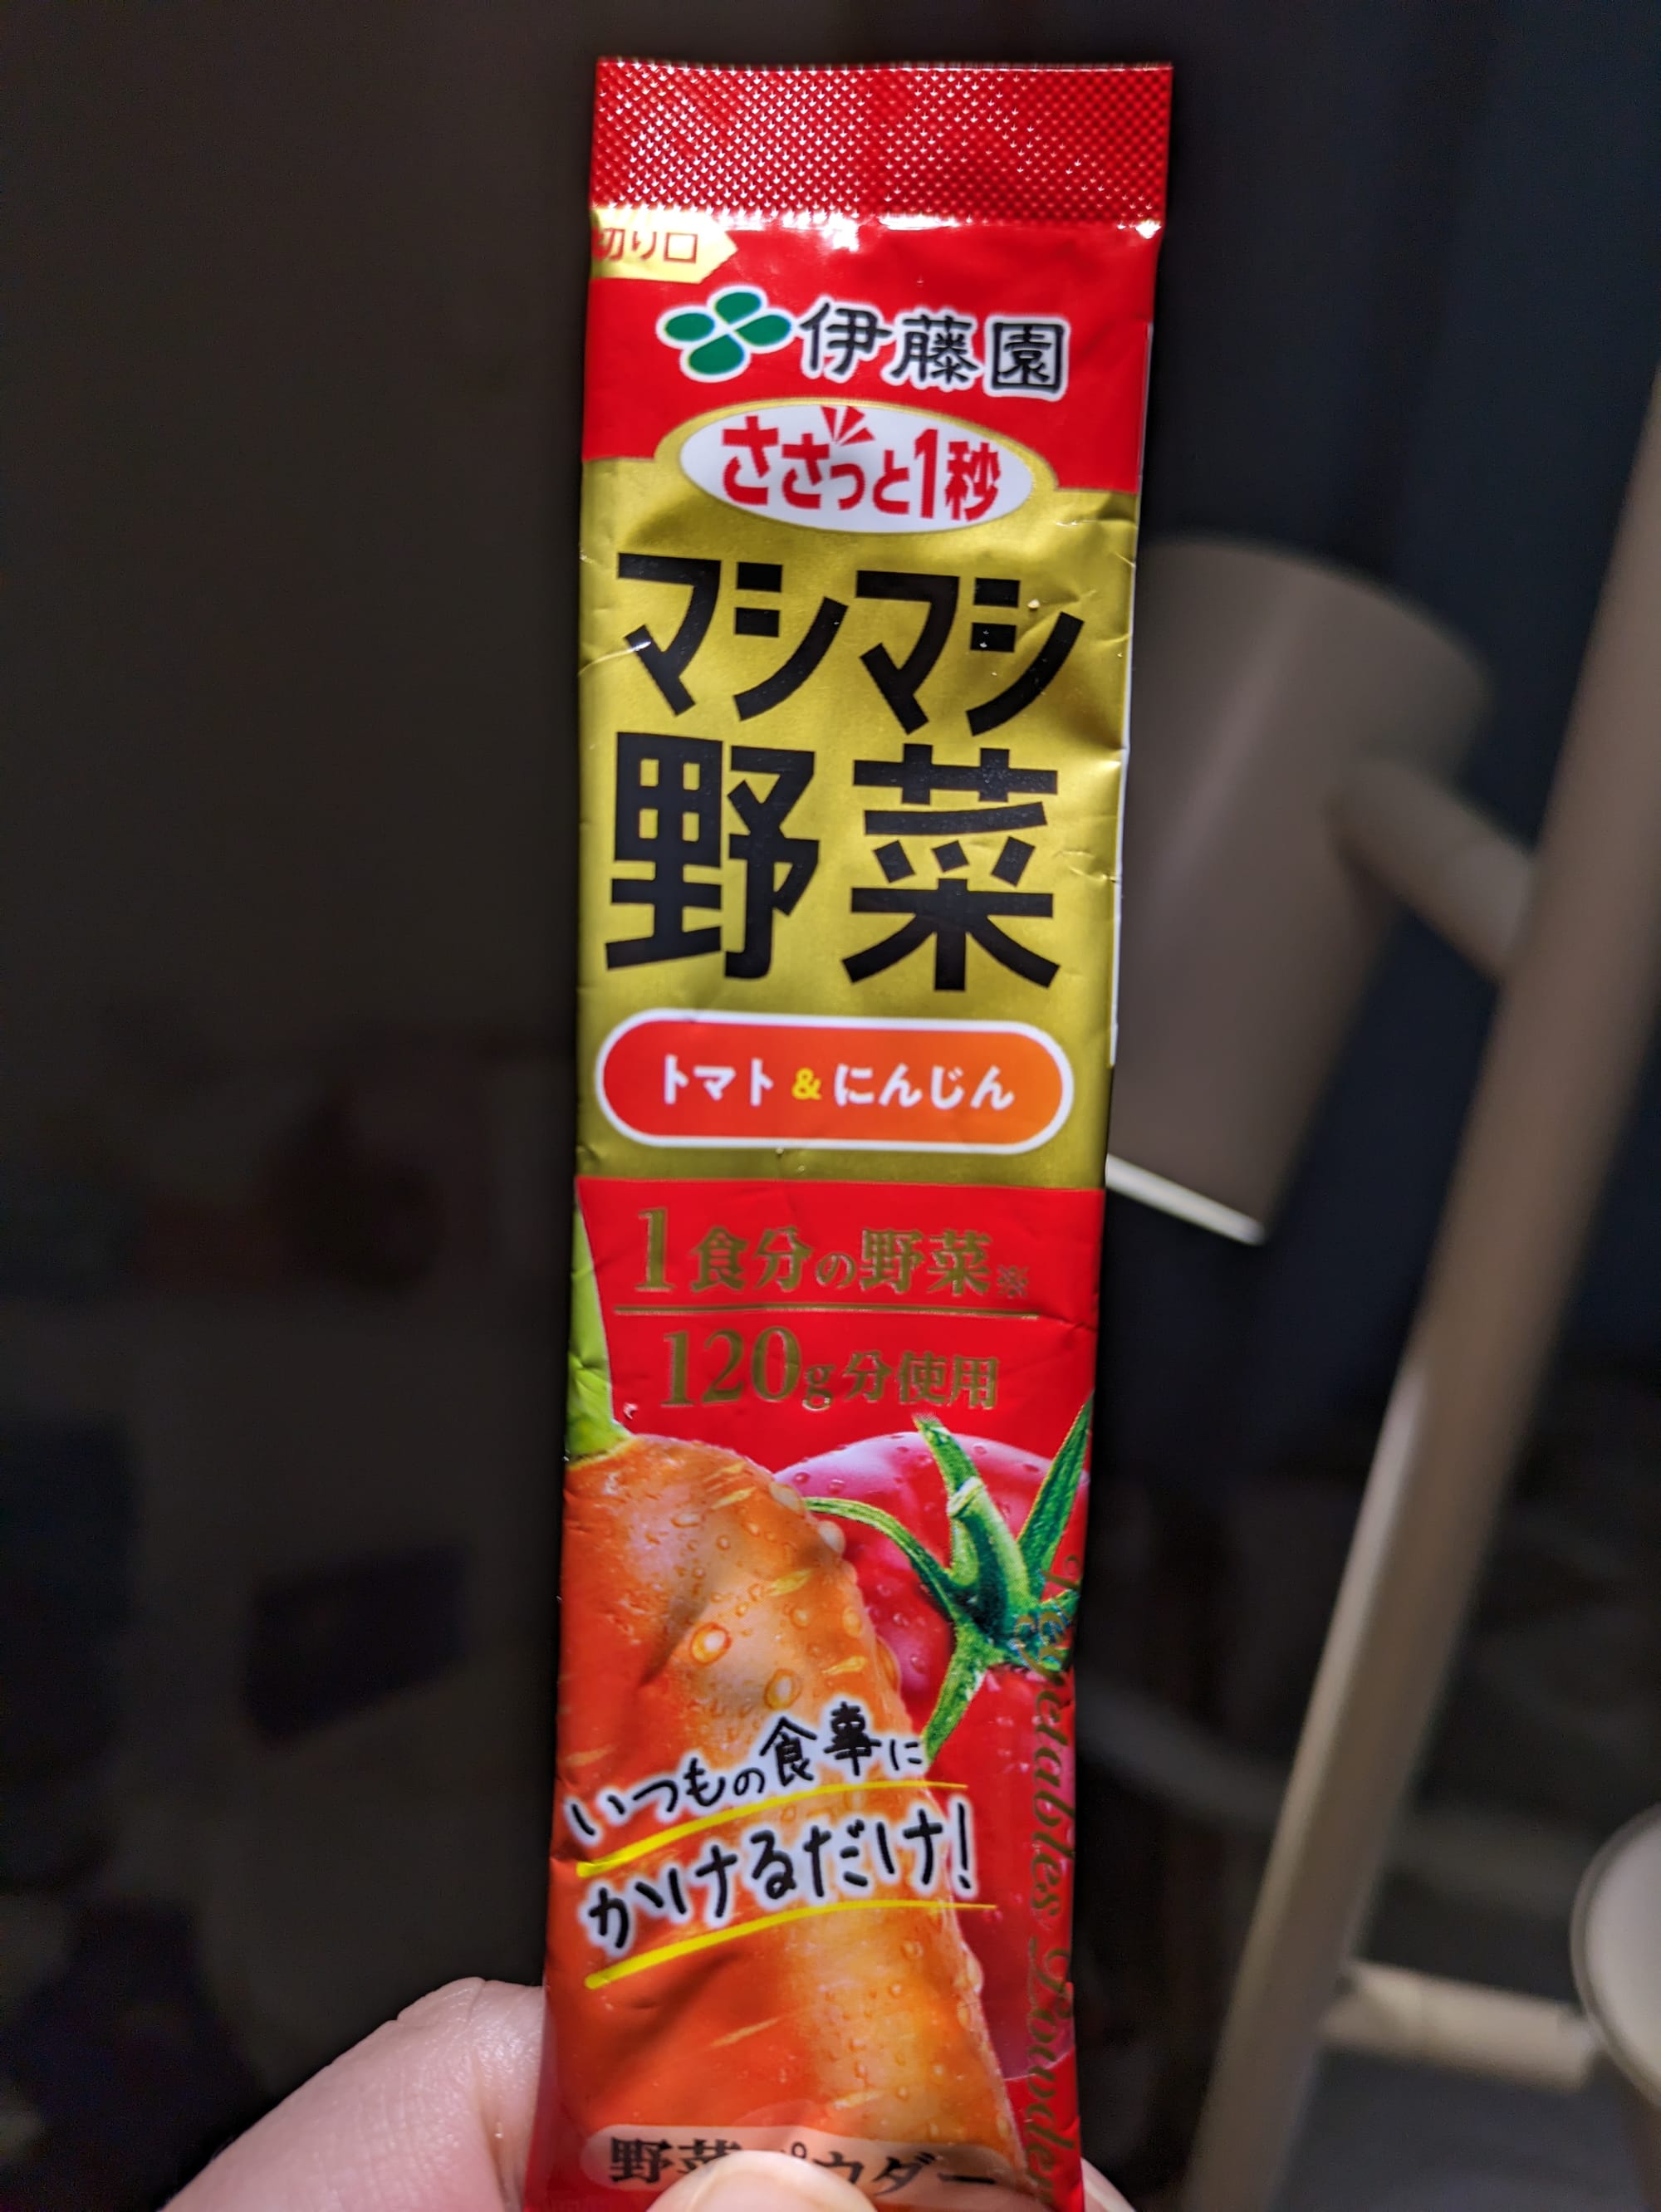 切り口
伊藤園
ささっと1秒
マシマシ
野菜
トマト&にんじん
1食分の野菜※
120g分使用
いつもの食事に
かけるだけ!
Vegetables Powder
野菜パウダー